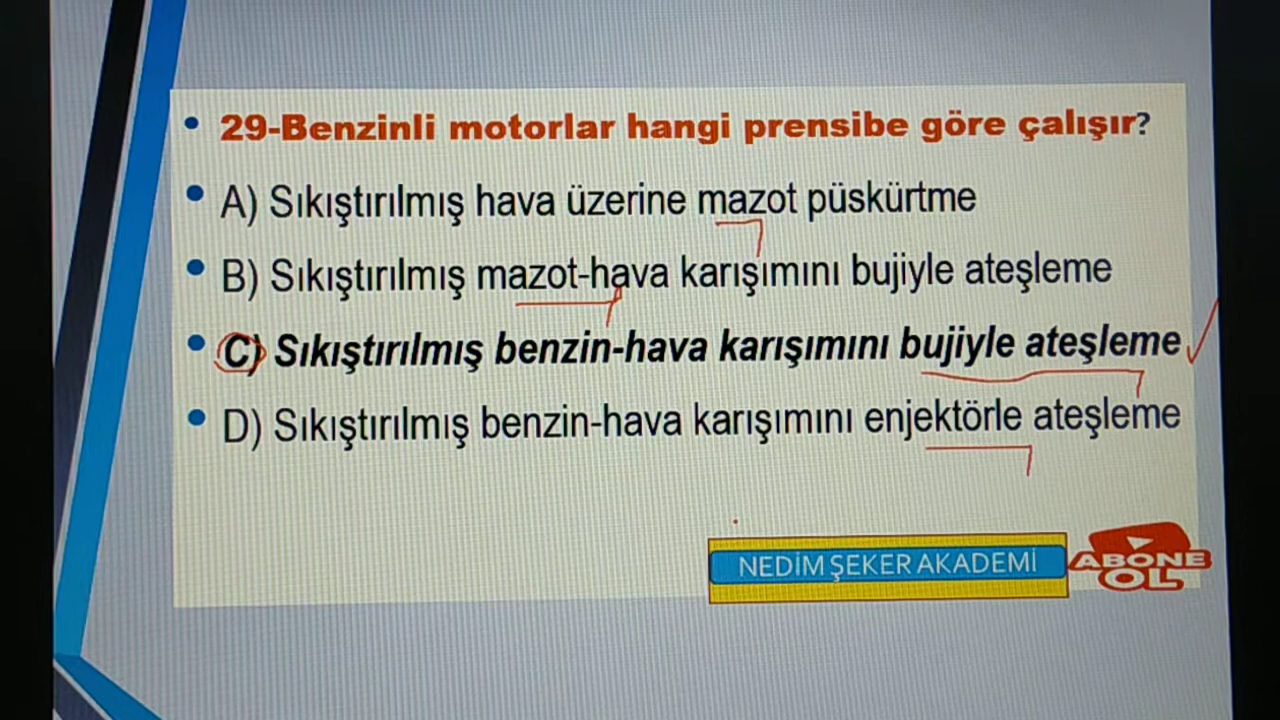 29-Benzinli motorlar hangi prensibe göre çalışır?
A) Sıkıştırılmış hava üzerine mazot püskürtme
B) Sıkıştırılmış mazot-hava karışımını bujiyle ateşleme
C) Sıkıştırılmış benzin-hava karışımını bujiyle ateşleme
D) Sıkıştırılmış benzin-hava karışımını enjektörle ateşleme
NEDİM ŞEKER AKADEMİ
ABONE
OL